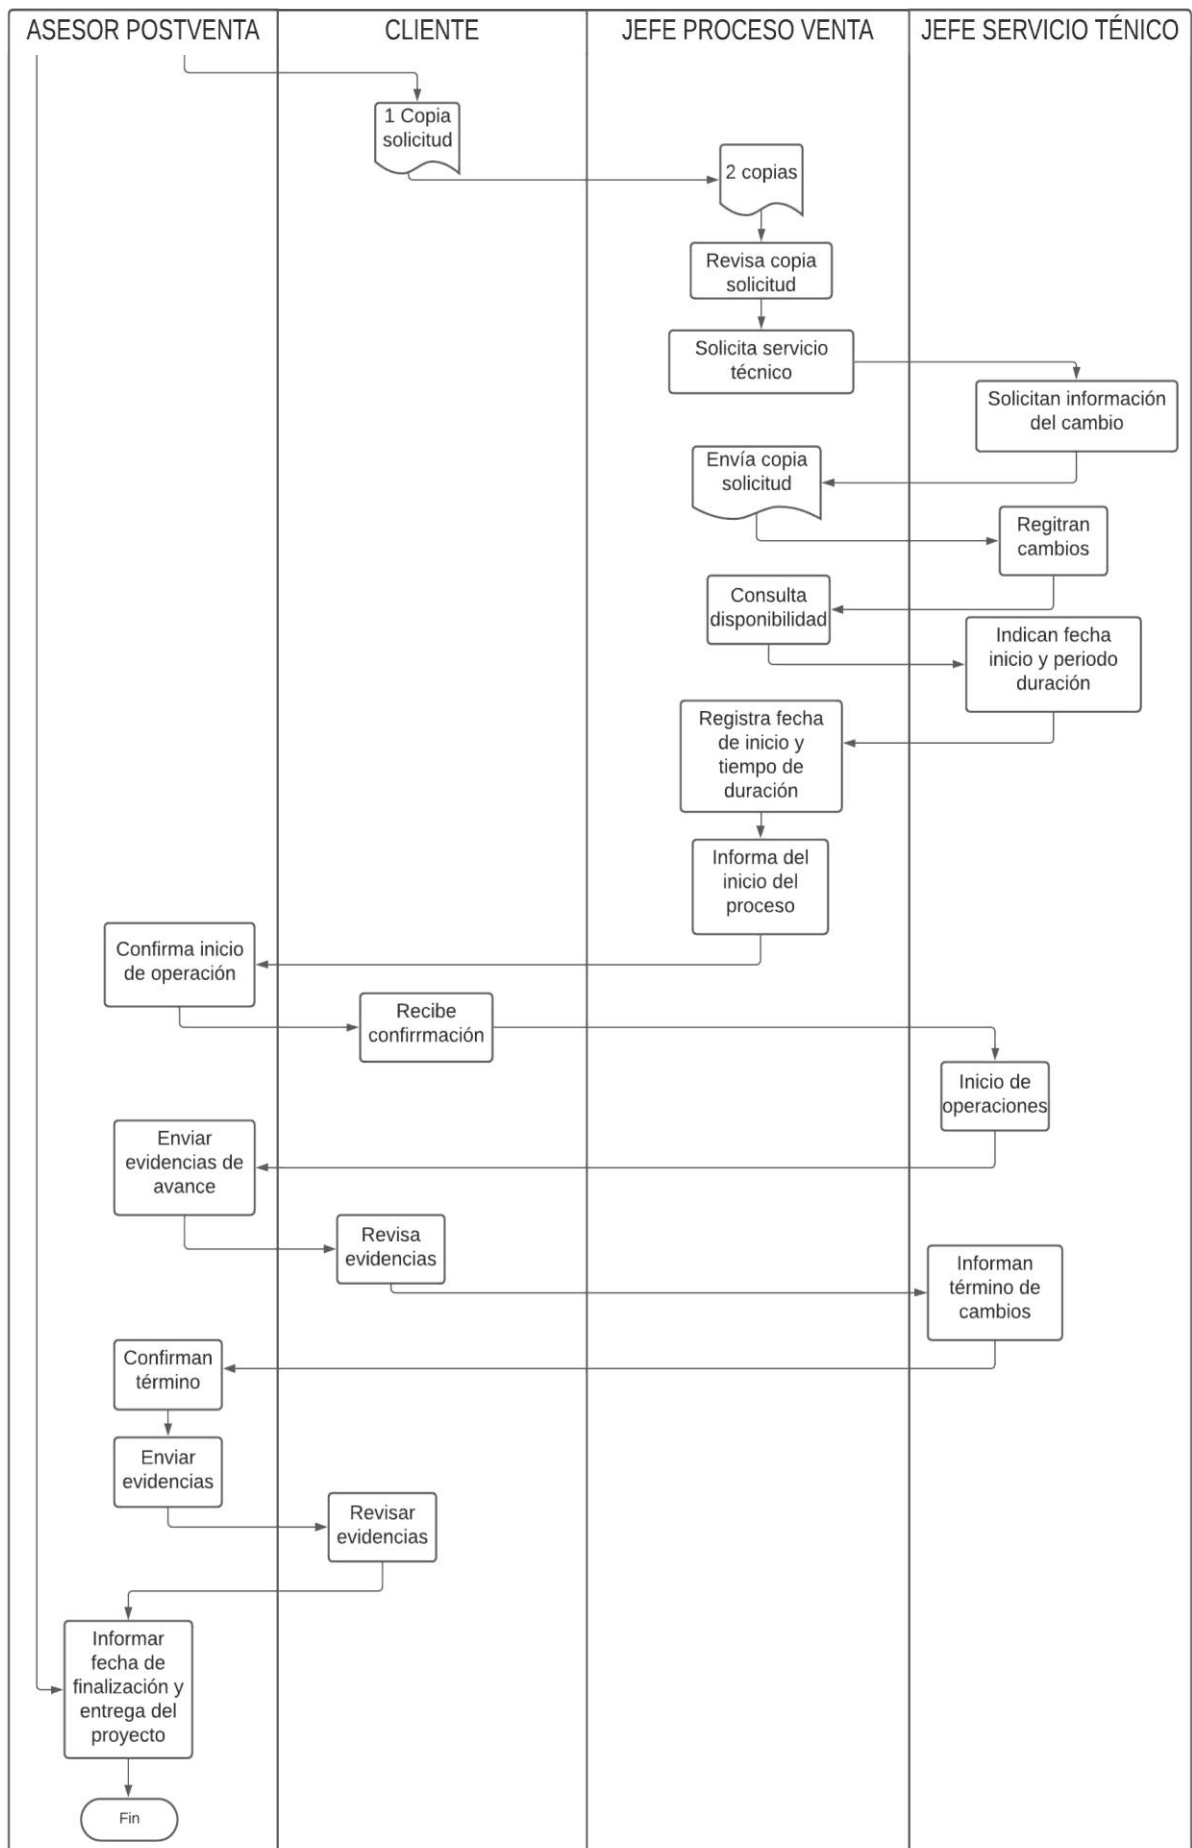 ASESOR POSTVENTA
CLIENTE
JEFE PROCESO VENTA
JEFE SERVICIO TÉNICO
1 Copia
solicitud
2 copias
Revisa copia
solicitud
Solicita servicio
técnico
Solicitan información
del cambio
Envía copia
solicitud
Regitran
cambios
Consulta
disponibilidad
Indican fecha
inicio y periodo
duración
Registra fecha
de inicio y
tiempo de
duración
Informa del
inicio del
proceso
Confirma inicio
de operación
Recibe
confirrmación
Inicio de
operaciones
Enviar
evidencias de
avance
Revisa
evidencias
Informan
término de
cambios
Confirman
término
Enviar
evidencias
Revisar
evidencias
Informar
fecha de
finalización y
entrega del
proyecto
Fin